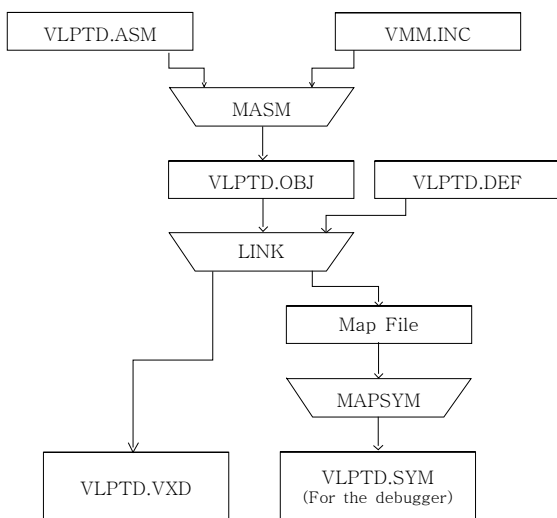 VLPTD.ASM
VMM.INC
MASM
VLPTD.OBJ
VLPTD.DEF
LINK
Map File
MAPSYM
VLPTD.VXD
VLPTD.SYM
(For the debugger)